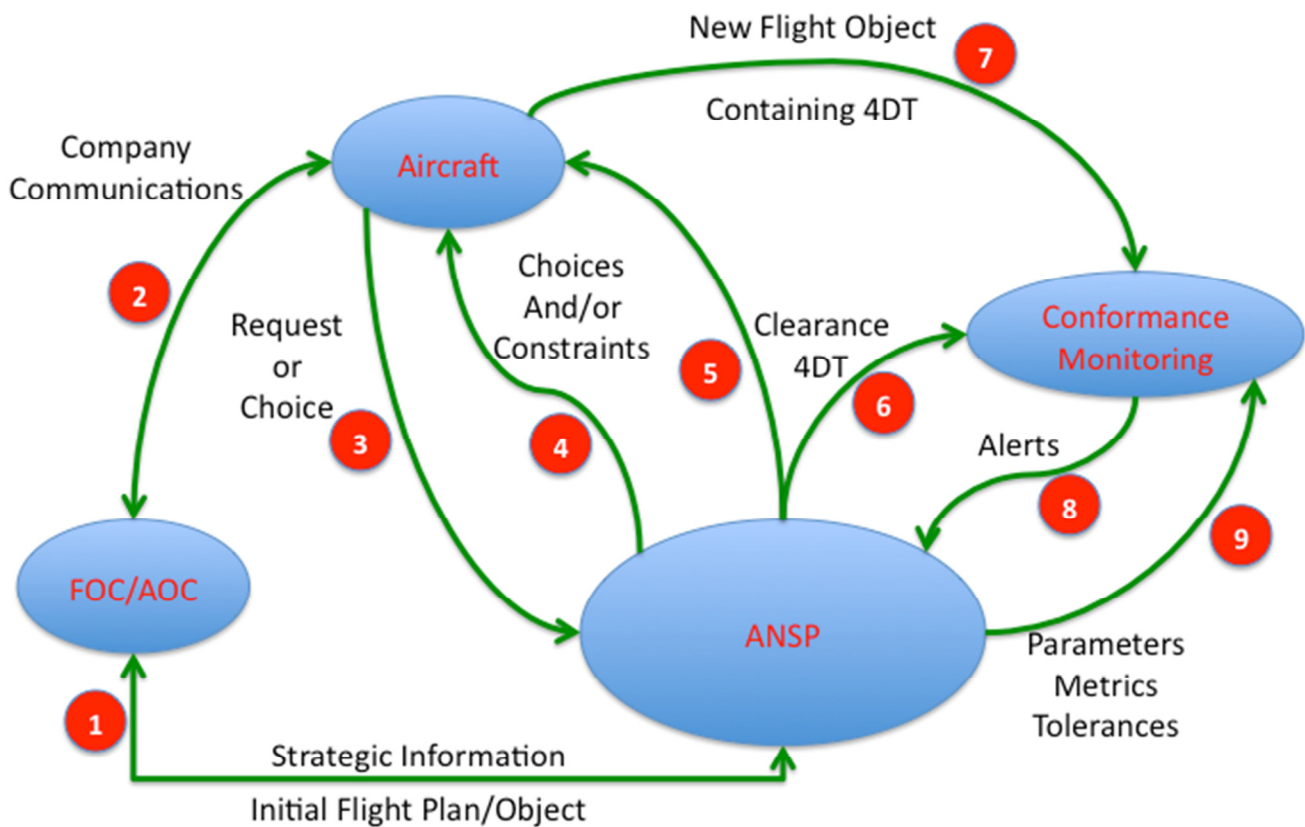 New Flight Object
7
Containing 4DT
Company
Communications
Aircraft
2
Request
or
Choice
3
Choices
And/or
Constraints
4
5
Clearance
4DT
6
Conformance
Monitoring
Alerts
8
9
FOC/AOC
ANSP
Parameters
Metrics
Tolerances
1
Strategic Information
Initial Flight Plan/Object